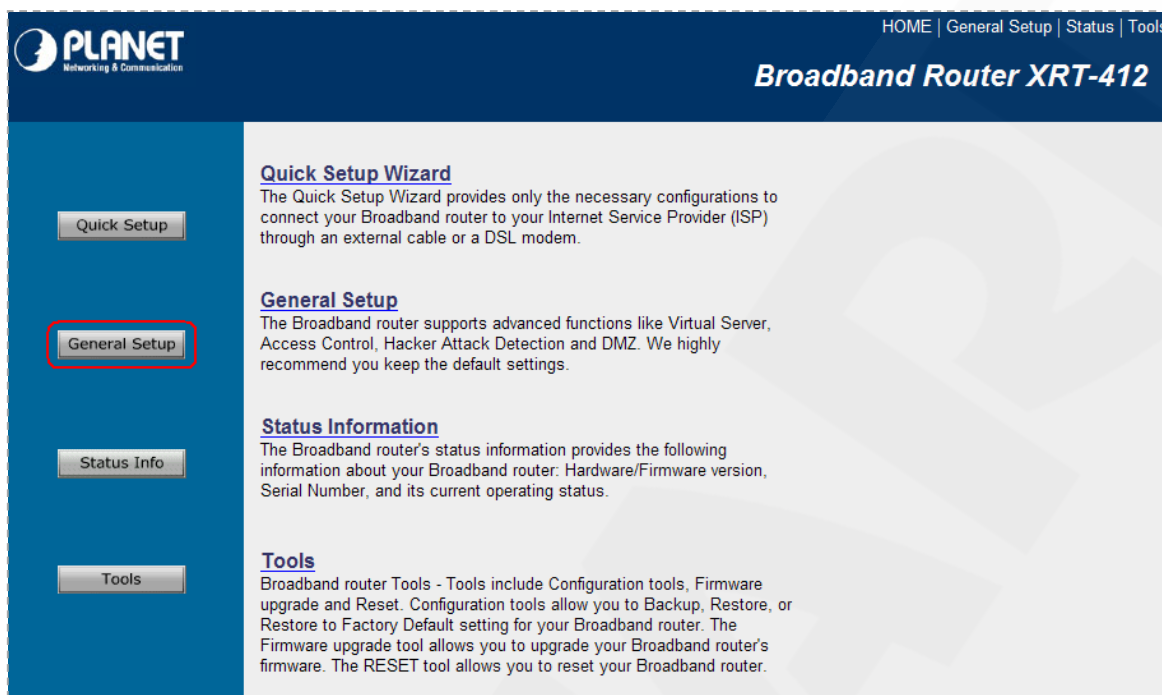 PLANET
Networking & Communication
HOME | General Setup | Status | Tools
Broadband Router XRT-412
Quick Setup
General Setup
Status Info
Tools
Quick Setup Wizard
The Quick Setup Wizard provides only the necessary configurations to
connect your Broadband router to your Internet Service Provider (ISP)
through an external cable or a DSL modem.
General Setup
The Broadband router supports advanced functions like Virtual Server,
Access Control, Hacker Attack Detection and DMZ. We highly
recommend you keep the default settings.
Status Information
The Broadband router's status information provides the following
information about your Broadband router: Hardware/Firmware version,
Serial Number, and its current operating status.
Tools
Broadband router Tools - Tools include Configuration tools, Firmware
upgrade and Reset. Configuration tools allow you to Backup, Restore, or
Restore to Factory Default setting for your Broadband router. The
Firmware upgrade tool allows you to upgrade your Broadband router's
firmware. The RESET tool allows you to reset your Broadband router.